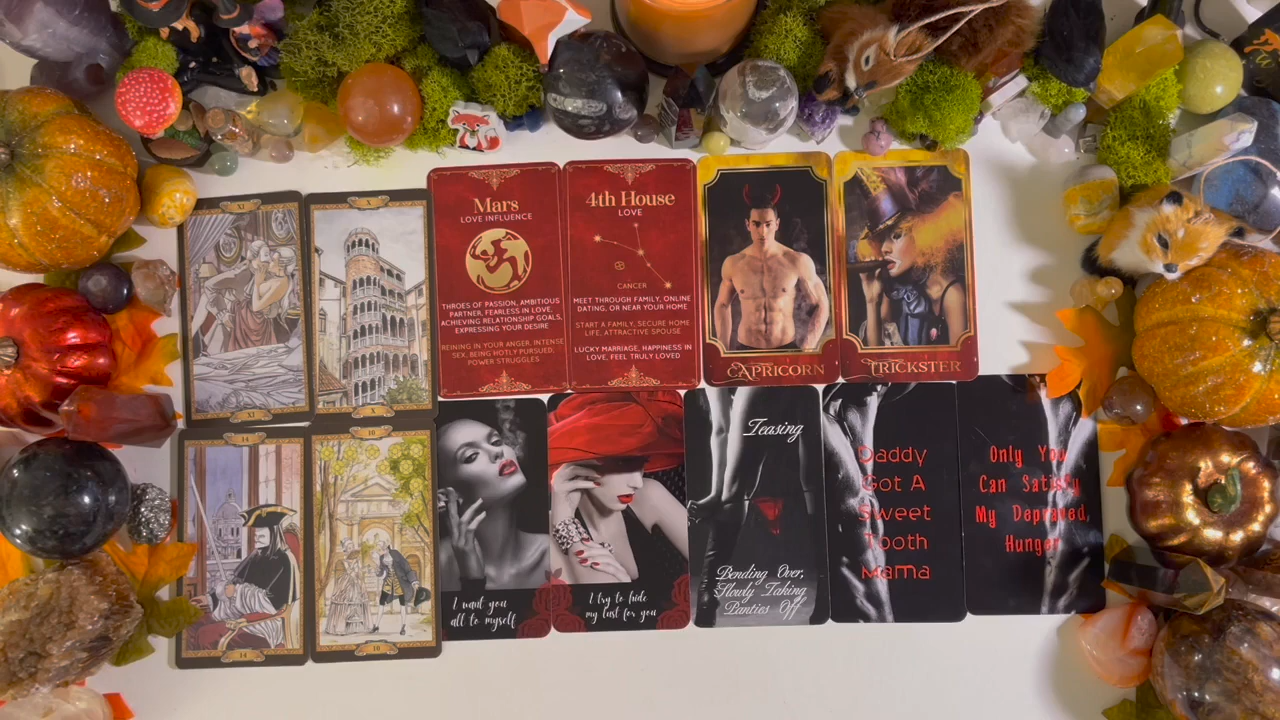 XI
XI
X
X
Mars
LOVE INFLUENCE
THROES OF PASSION, AMBITIOUS
PARTNER, FEARLESS IN LOVE,
ACHIEVING RELATIONSHIP GOALS,
EXPRESSING YOUR DESIRE
REINING IN YOUR ANGER, INTENSE
SEX, BEING HOTLY PURSUED,
POWER STRUGGLES
4th House
LOVE
CANCER
MEET THROUGH FAMILY, ONLINE
DATING, OR NEAR YOUR HOME
START A FAMILY, SECURE HOME
LIFE, ATTRACTIVE SPOUSE
LUCKY MARRIAGE, HAPPINESS IN
LOVE, FEEL TRULY LOVED
CAPRICORN
TRICKSTER
14
14
I want you
all to myself
I try to hide
my lust for you
Teasing
Bending Over,
Slowly Taking
Panties Off
Daddy
Got A
Sweet
Tooth
Mama
Only You
Can Satisfy
My Depraved,
Hunger